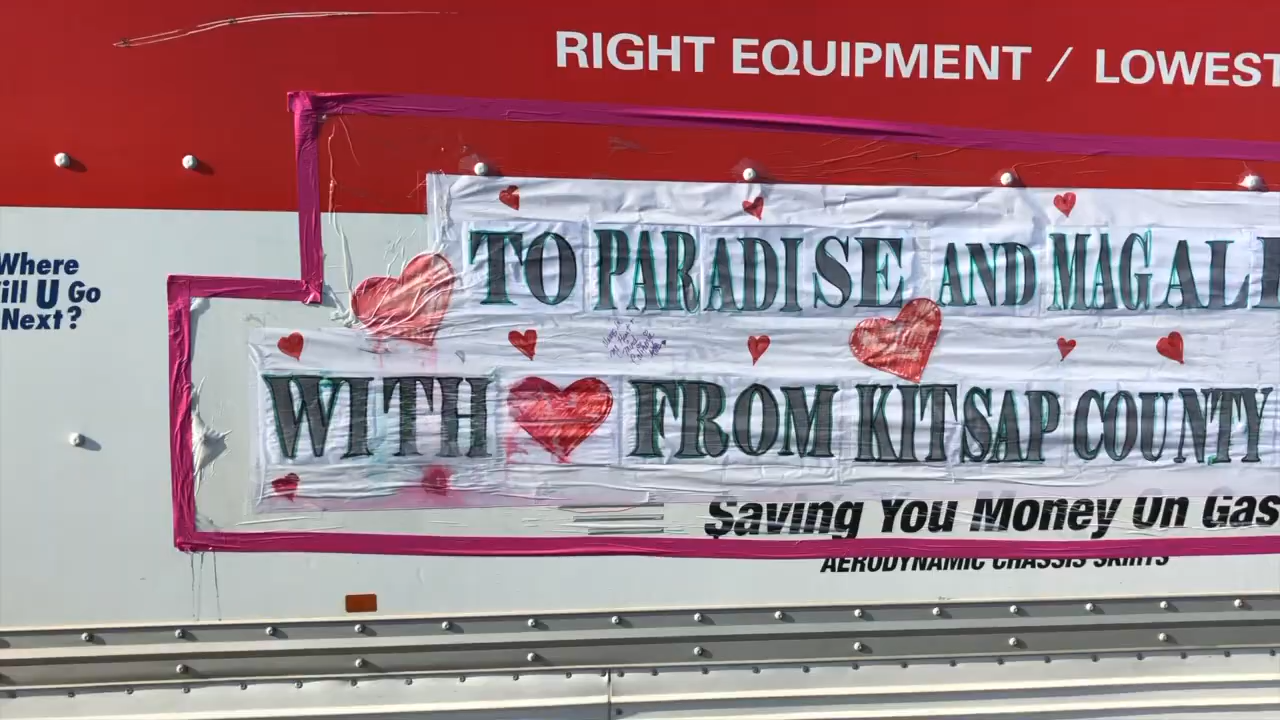 RIGHT EQUIPMENT / LOWEST
TO PARADISE AND MAGALI
WITH FROM KITSAP COUNTY
Where
ill U Go
Next?
Saving You Money On Gas
AERODYNAMIC CHASSIS SKIRTS